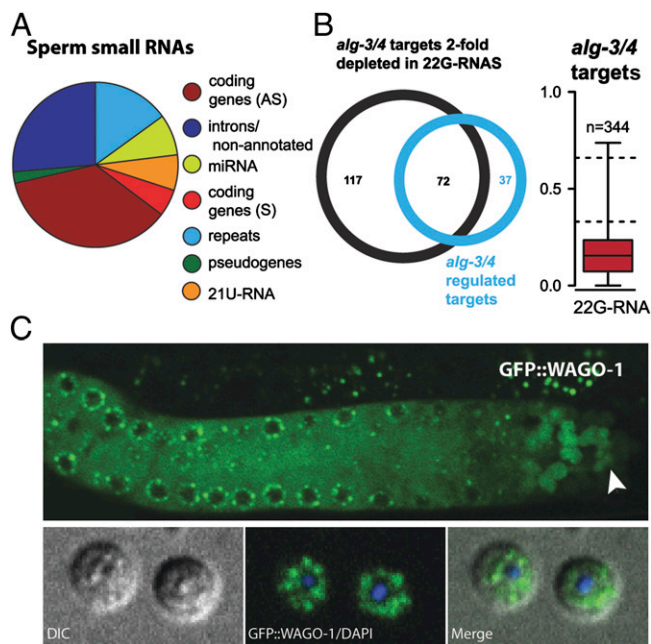 A
Sperm small RNAs
coding
genes (AS)
introns/
non-annotated
miRNA
coding
genes (S)
repeats
pseudogenes
21U-RNA
B
alg-3/4 targets 2-fold
depleted in 22G-RNAS
117
72
37
alg-3/4
regulated
targets
alg-3/4
targets
1.0
n=344
0.5
0.0
22G-RNA
C
GFP::WAGO-1
DIC
GFP::WAGO-1/DAPI
Merge